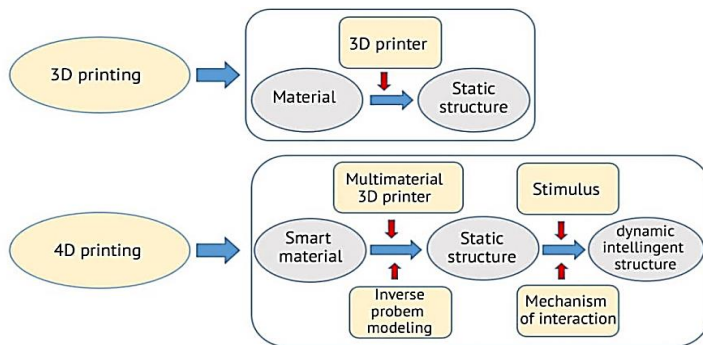 3D printer
3D printing
Material
Static
structure
Multimaterial
3D printer
Stimulus
4D printing
Smart
material
Static
structure
dynamic
intellingent
structure
Inverse
probem
modeling
Mechanism
of interaction